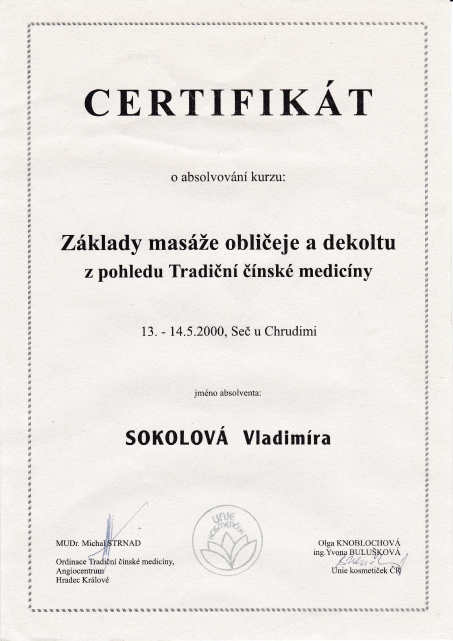 CERTIFIKÁT
o absolvování kurzu:
Základy masáže obličeje a dekoltu
z pohledu Tradiční čínské medicíny
13. - 14.5.2000, Seč u Chrudimi
jméno absolventa:
SOKOLOVÁ Vladimíra
UNIE
KOSMETIČEK
MUDr. Michal STRNAD
Ordinace Tradiční čínské medicíny,
Angiocentrum
Hradec Králové
Olga KNOBLOCHOVÁ
ing.Yvona BULUŠKOVÁ
Unie kosmetiček ČR